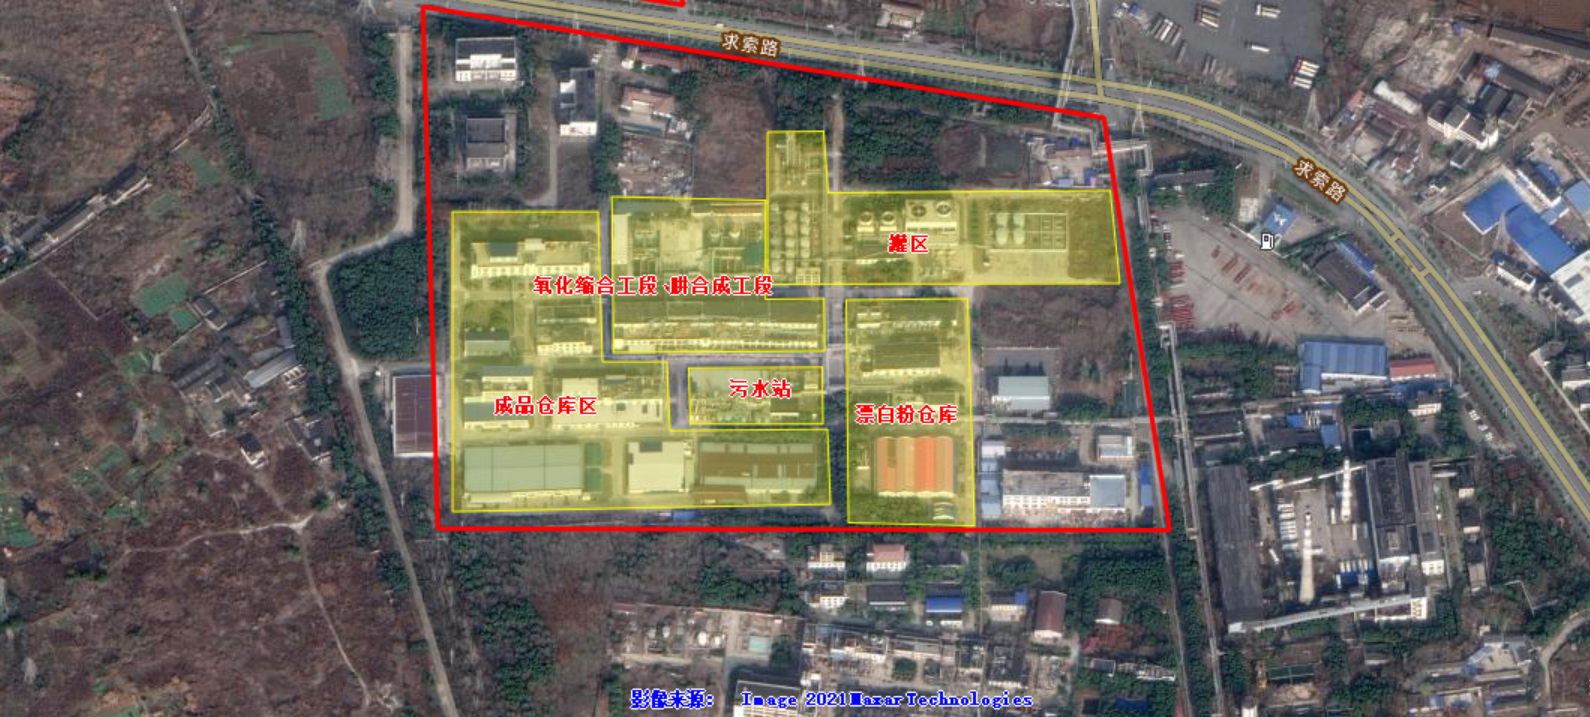 求索路
求索路
罐区
氧化缩合工段、肼合成工段
污水站
成品仓库区
漂白粉仓库
影像来源： Image 2021 Maxar Technologies